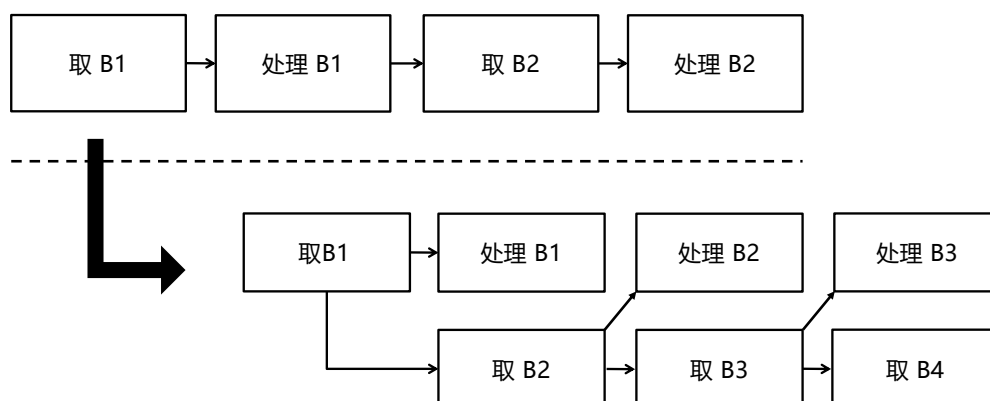 取 B1
处理 B1
取 B2
处理 B2
取B1
处理 B1
处理 B2
处理 B3
取 B2
取 B3
取 B4